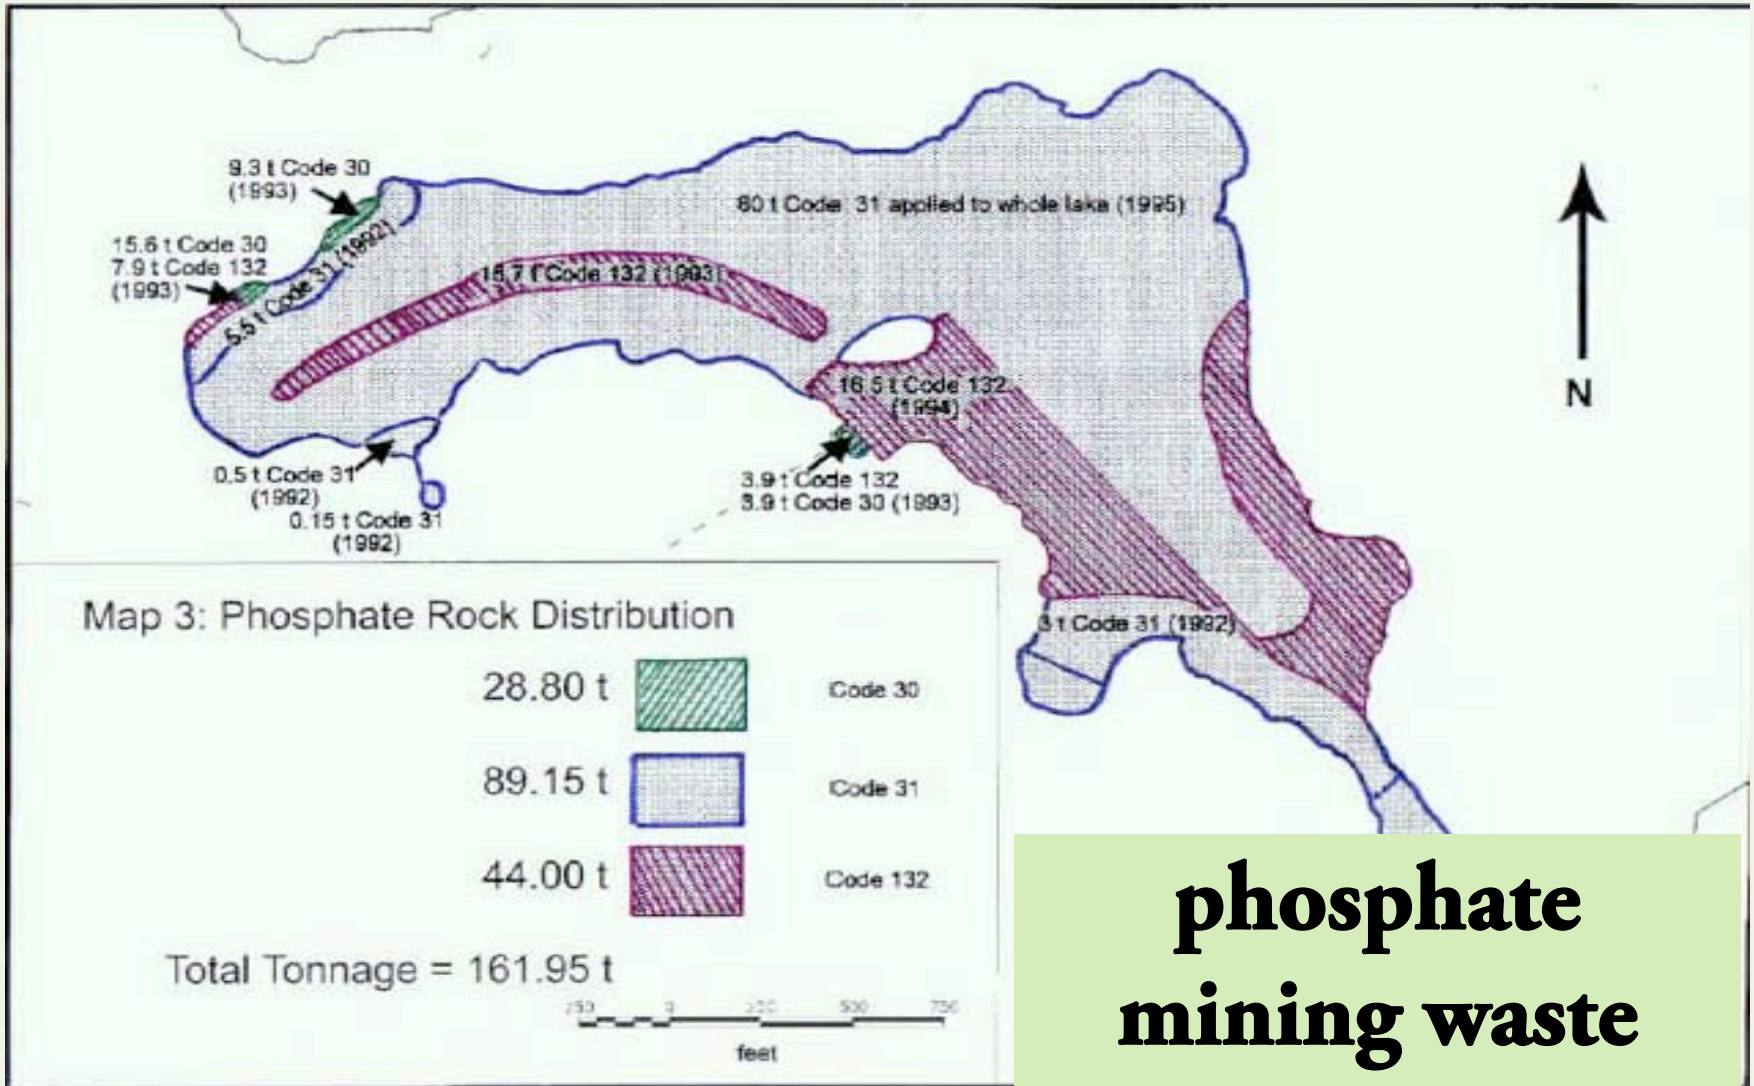 9.3 t Code 30
(1993)
15.6 t Code 30
7.9 t Code 132
(1993)
5.5 t Code 31 (1992)
80 t Code 31 applied to whole lake (1995)
15.7 t Code 132 (1993)
16.5 t Code 132
(1994)
0.5 t Code 31
(1992)
0.15 t Code 31
(1992)
3.9 t Code 132
3.9 t Code 30 (1993)
3 t Code 31 (1992)
N
Map 3: Phosphate Rock Distribution
28.80 t Code 30
89.15 t Code 31
44.00 t Code 132
Total Tonnage = 161.95 t
250 0 250 500 750
feet
phosphate
mining waste